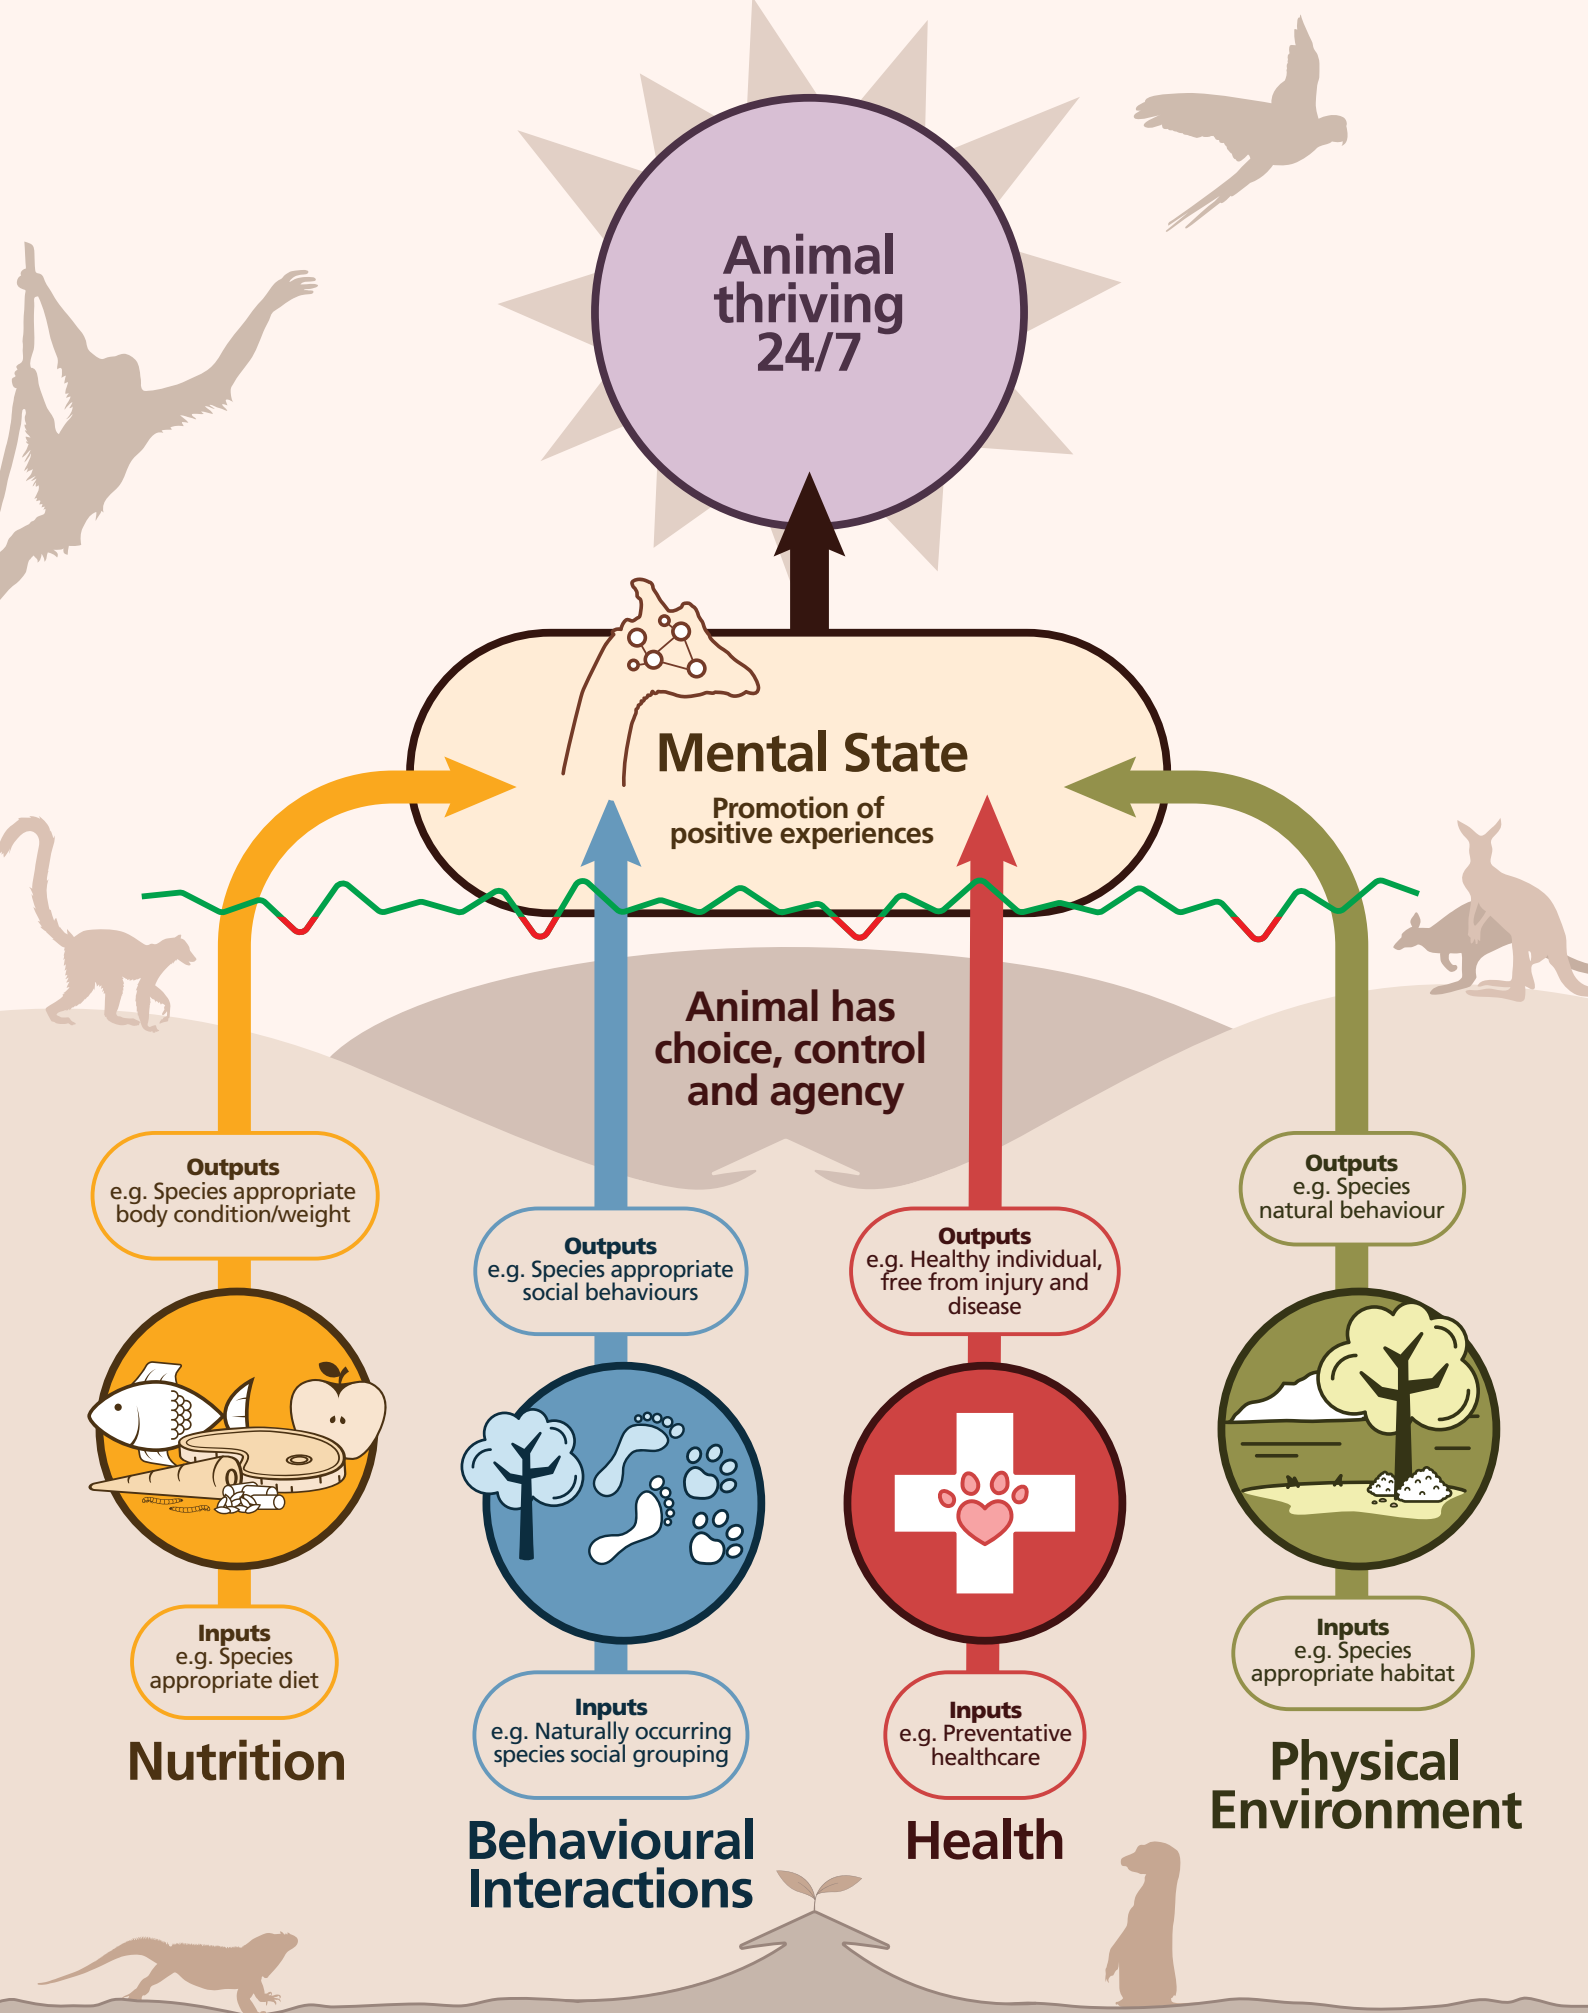 Animal
thriving
24/7
Mental State
Promotion of
positive experiences
Animal has
choice, control
and agency
Outputs
e.g. Species appropriate
body condition/weight
Outputs
e.g. Species appropriate
social behaviours
Outputs
e.g. Healthy individual,
free from injury and
disease
Outputs
e.g. Species
natural behaviour
Inputs
e.g. Species
appropriate diet
Nutrition
Inputs
e.g. Naturally occurring
species social grouping
Behavioural
Interactions
Inputs
e.g. Preventative
healthcare
Health
Inputs
e.g. Species
appropriate habitat
Physical
Environment